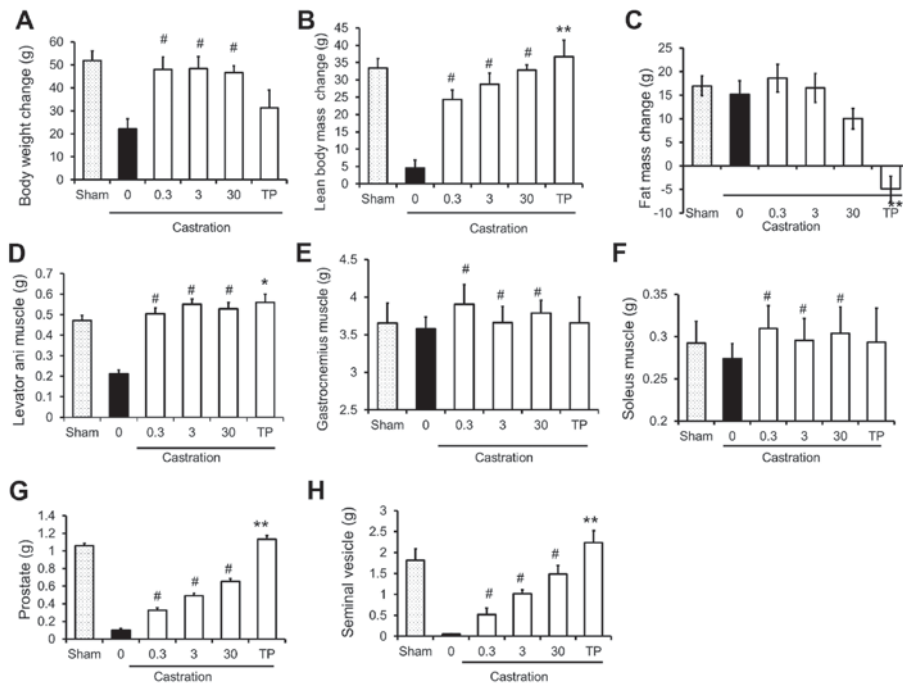 A
Body weight change (g)
60
50
40
30
20
10
0
# # #
Sham 0 0.3 3 30 TP
Castration
B
Lean body mass change (g)
45
40
35
30
25
20
15
10
5
0
# # # **
Sham 0 0.3 3 30 TP
Castration
C
Fat mass change (g)
25
20
15
10
5
0
-5
-10
**
Sham 0 0.3 3 30 TP
Castration
D
Levator ani muscle (g)
0.7
0.6
0.5
0.4
0.3
0.2
0.1
0
# # # *
Sham 0 0.3 3 30 TP
Castration
E
Gastrocnemius muscle (g)
4.5
4
3.5
3
2.5
# # #
Sham 0 0.3 3 30 TP
Castration
F
Soleus muscle (g)
0.35
0.3
0.25
0.2
# # #
Sham 0 0.3 3 30 TP
Castration
G
Prostate (g)
1.4
1.2
1
0.8
0.6
0.4
0.2
0
# # # **
Sham 0 0.3 3 30 TP
Castration
H
Seminal vesicle (g)
3
2.5
2
1.5
1
0.5
0
# # # **
Sham 0 0.3 3 30 TP
Castration